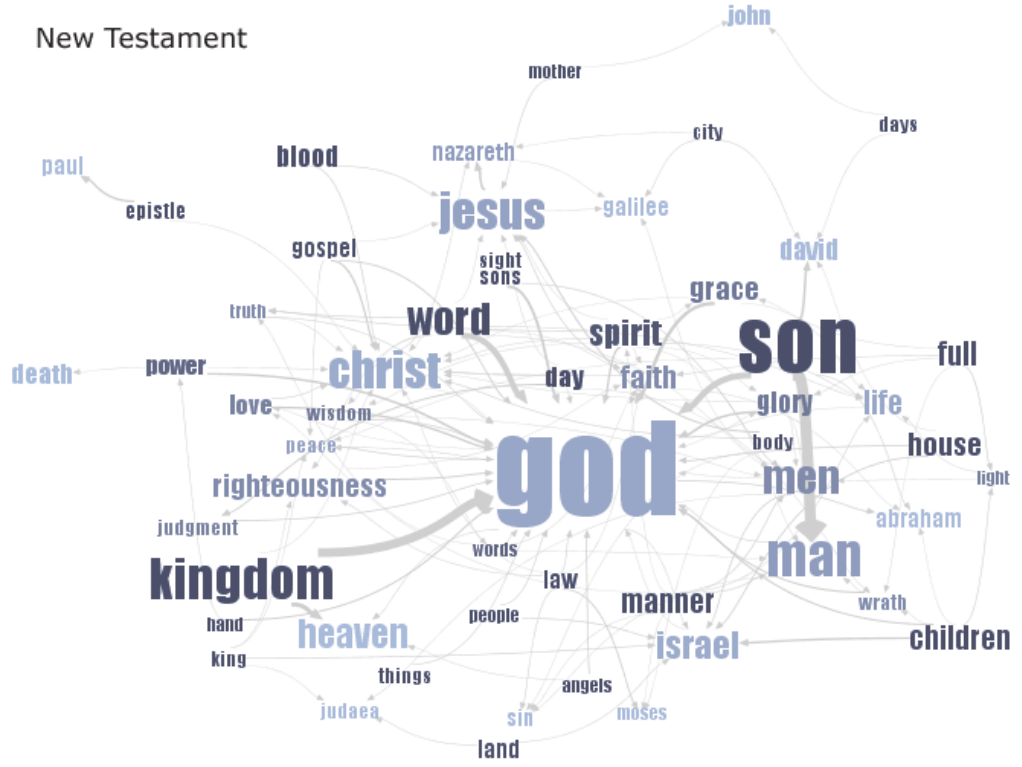 New Testament
john
mother
days
city
blood
nazareth
paul
epistle
jesus
galilee
gospel
david
sight
sons
grace
truth
word
spirit
son
full
power
christ
day
faith
death
love
wisdom
glory
life
peace
god
body
house
righteousness
men
light
judgment
abraham
words
man
kingdom
law
people
manner
wrath
hand
heaven
israel
children
king
things
angels
judaea
sin
moses
land